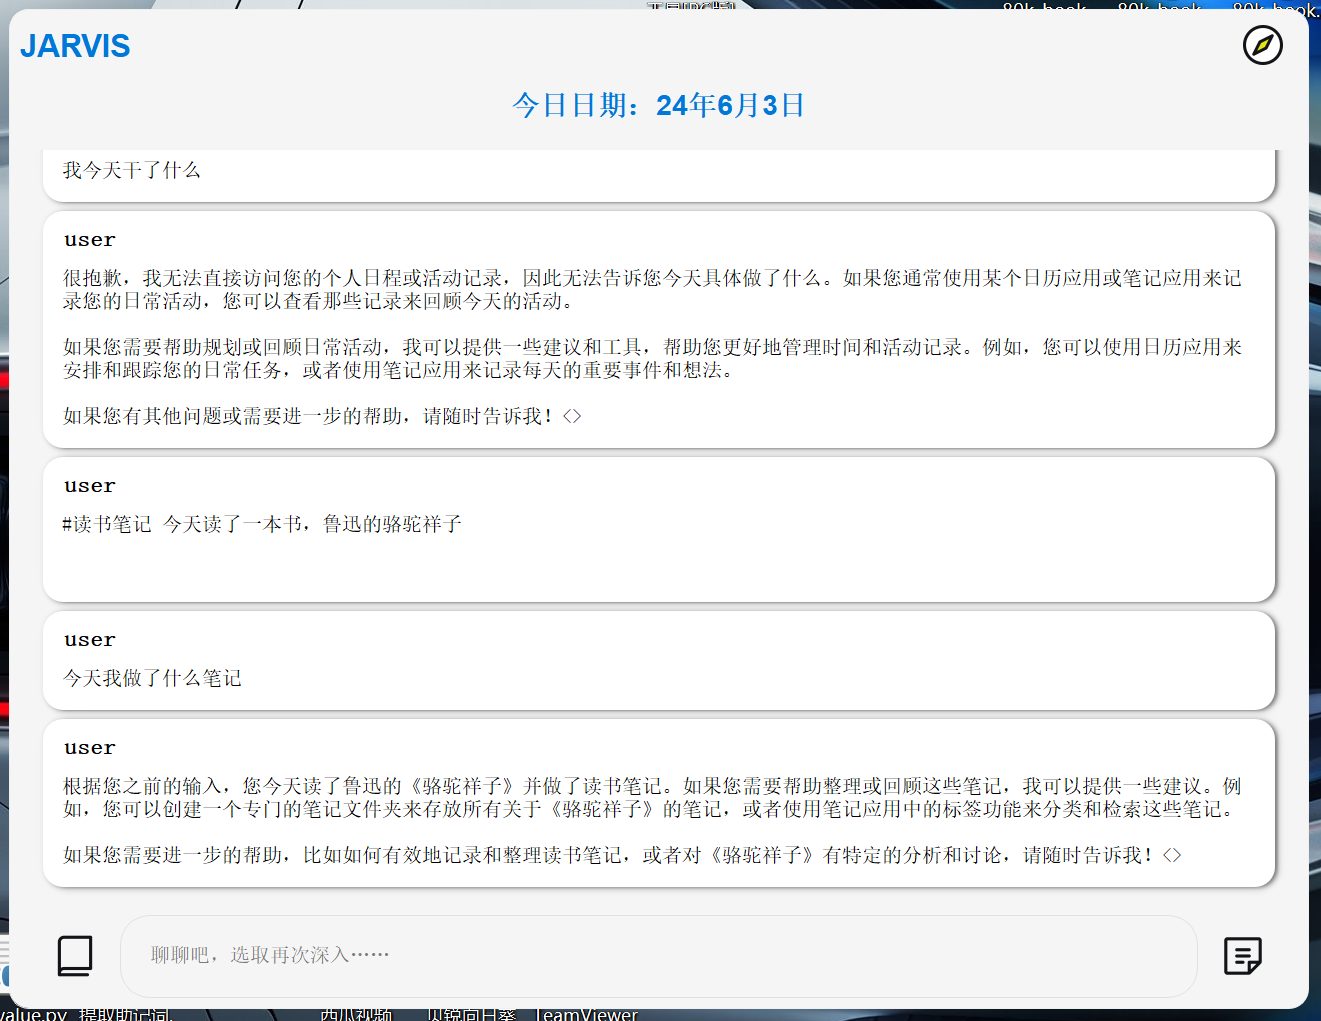 80k book
80k book
80k book.
JARVIS
今日日期：24年6月3日
我今天干了什么
user
很抱歉，我无法直接访问您的个人日程或活动记录，因此无法告诉您今天具体做了什么。如果您通常使用某个日历应用或笔记应用来记
录您的日常活动，您可以查看那些记录来回顾今天的活动。
如果您需要帮助规划或回顾日常活动，我可以提供一些建议和工具，帮助您更好地管理时间和活动记录。例如，您可以使用日历应用来
安排和跟踪您的日常任务，或者使用笔记应用来记录每天的重要事件和想法。
如果您有其他问题或需要进一步的帮助，请随时告诉我！<>
user
#读书笔记 今天读了一本书，鲁迅的骆驼祥子
user
今天我做了什么笔记
user
根据您之前的输入，您今天读了鲁迅的《骆驼祥子》并做了读书笔记。如果您需要帮助整理或回顾这些笔记，我可以提供一些建议。例
如，您可以创建一个专门的笔记文件夹来存放所有关于《骆驼祥子》的笔记，或者使用笔记应用中的标签功能来分类和检索这些笔记。
如果您需要进一步的帮助，比如如何有效地记录和整理读书笔记，或者对《骆驼祥子》有特定的分析和讨论，请随时告诉我！<>
聊聊吧，选取再次深入……
value.py 提取助记词.
西瓜视频
贝锐向日葵
TeamViewer